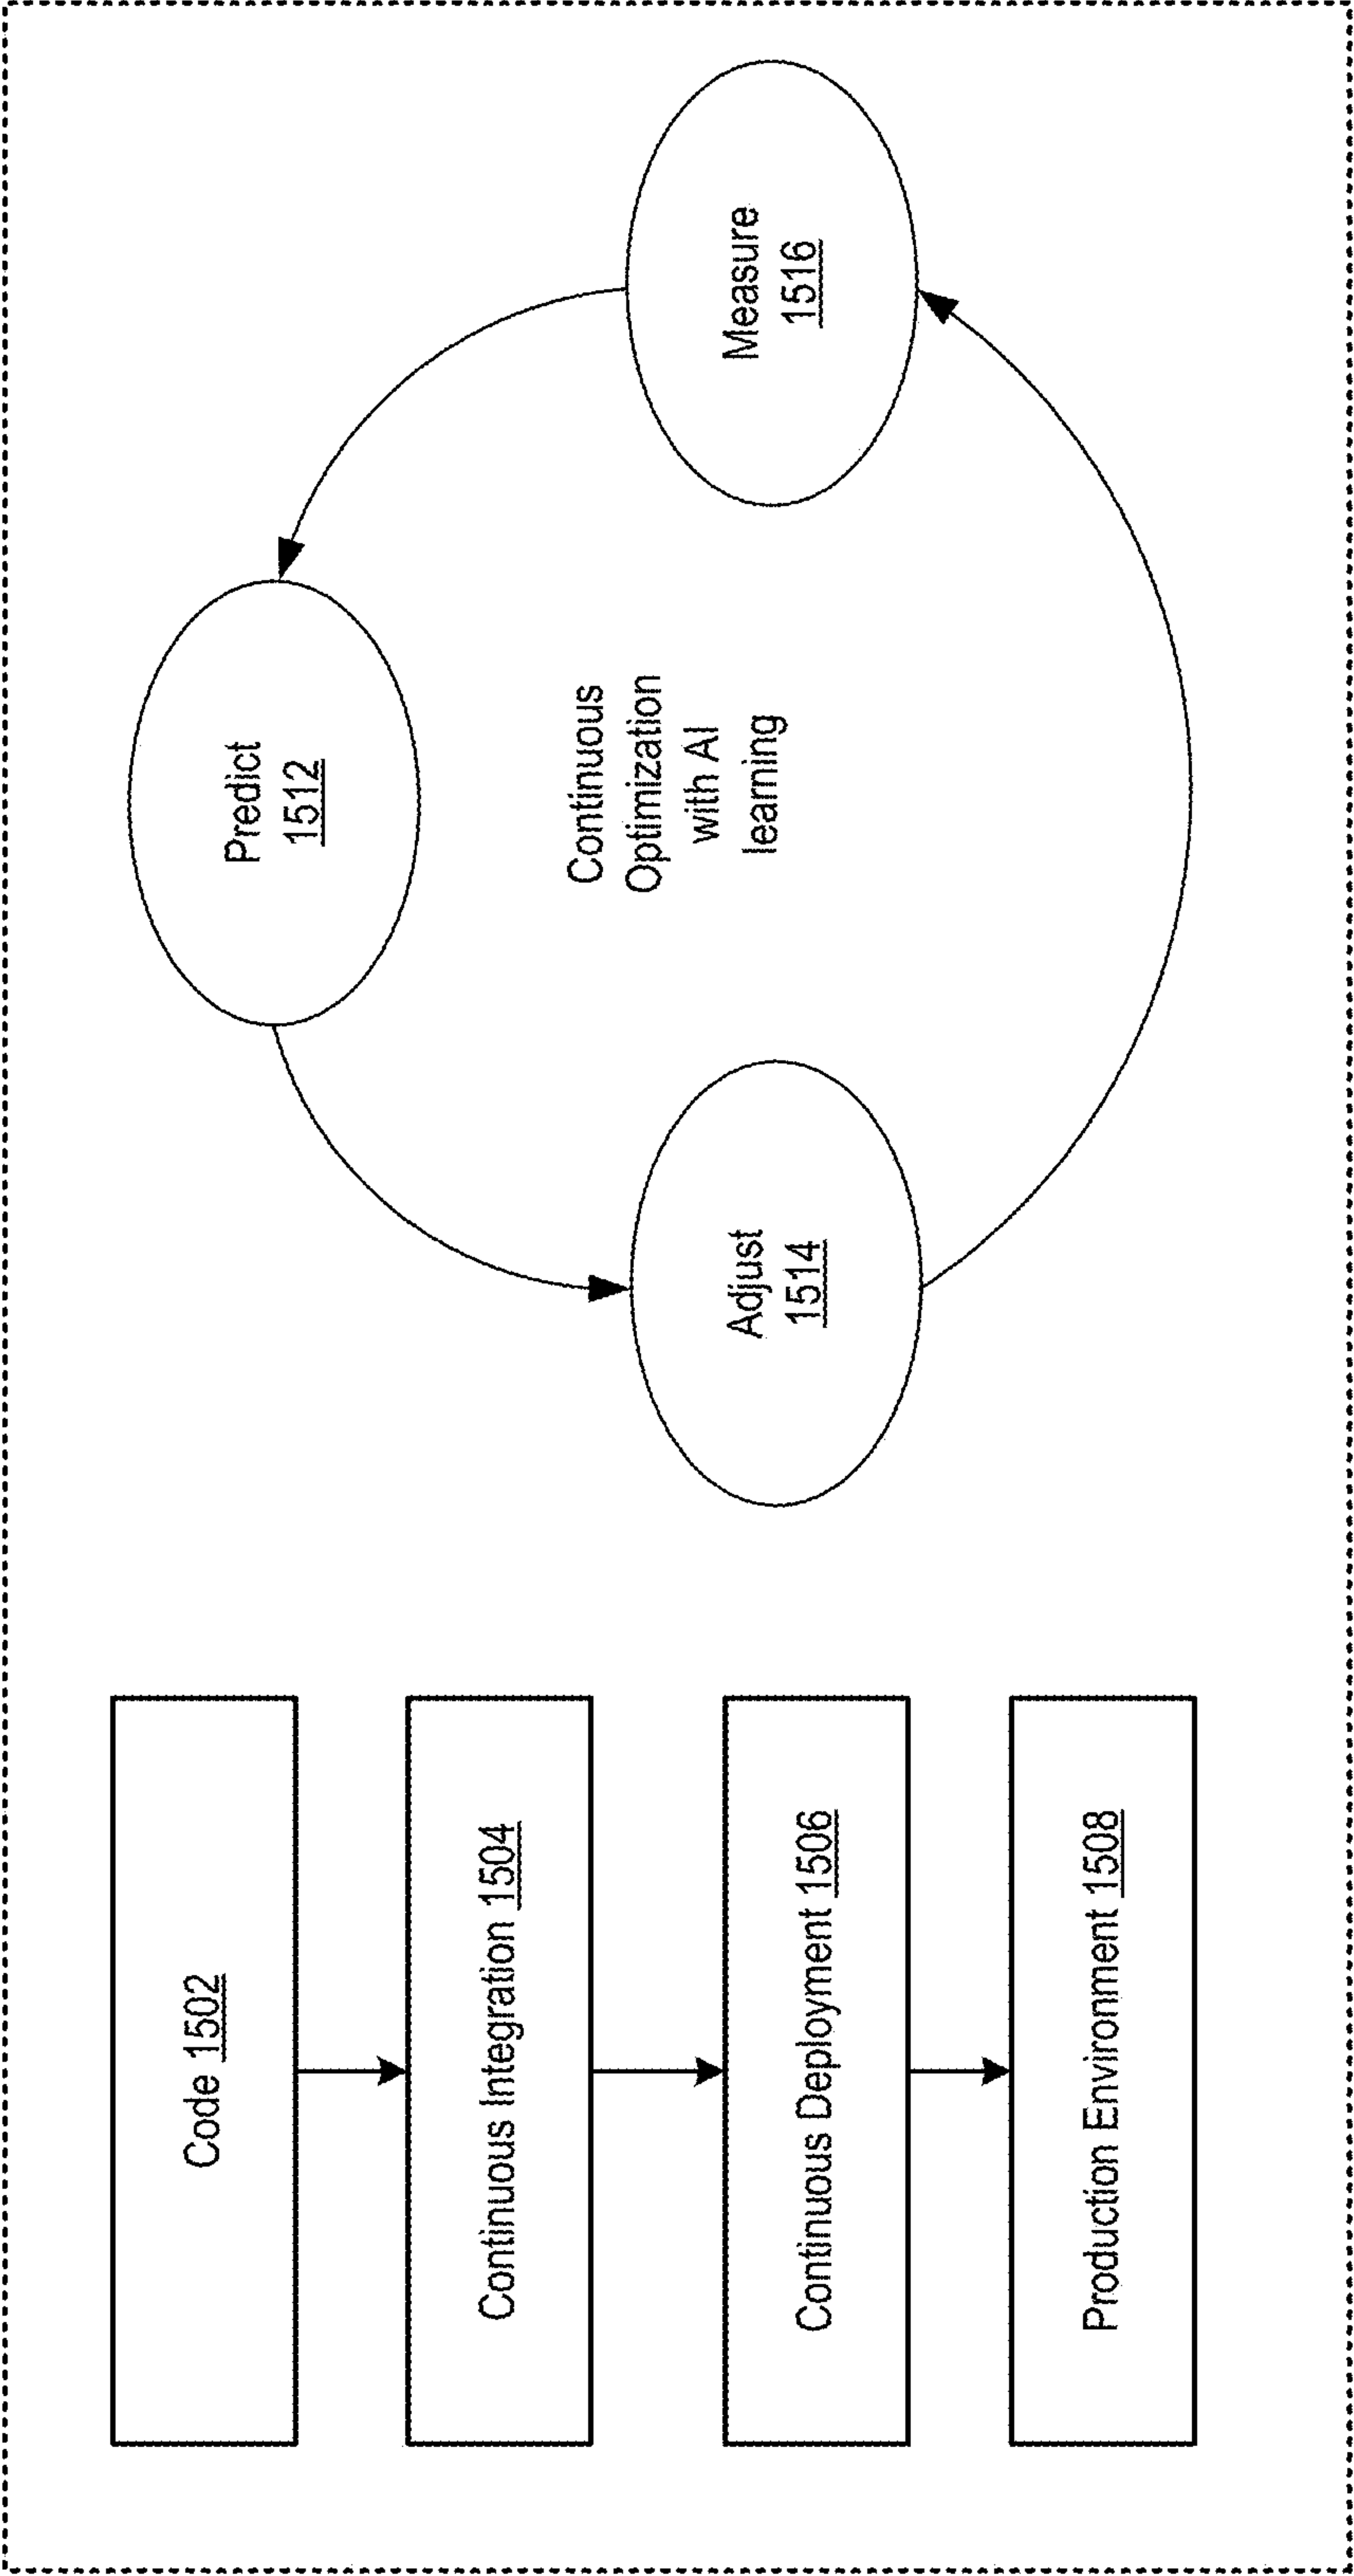 Code 1502
Continuous Integration 1504
Continuous Deployment 1506
Production Environment 1508
Predict
1512
Continuous
Optimization
with AI
learning
Adjust
1514
Measure
1516